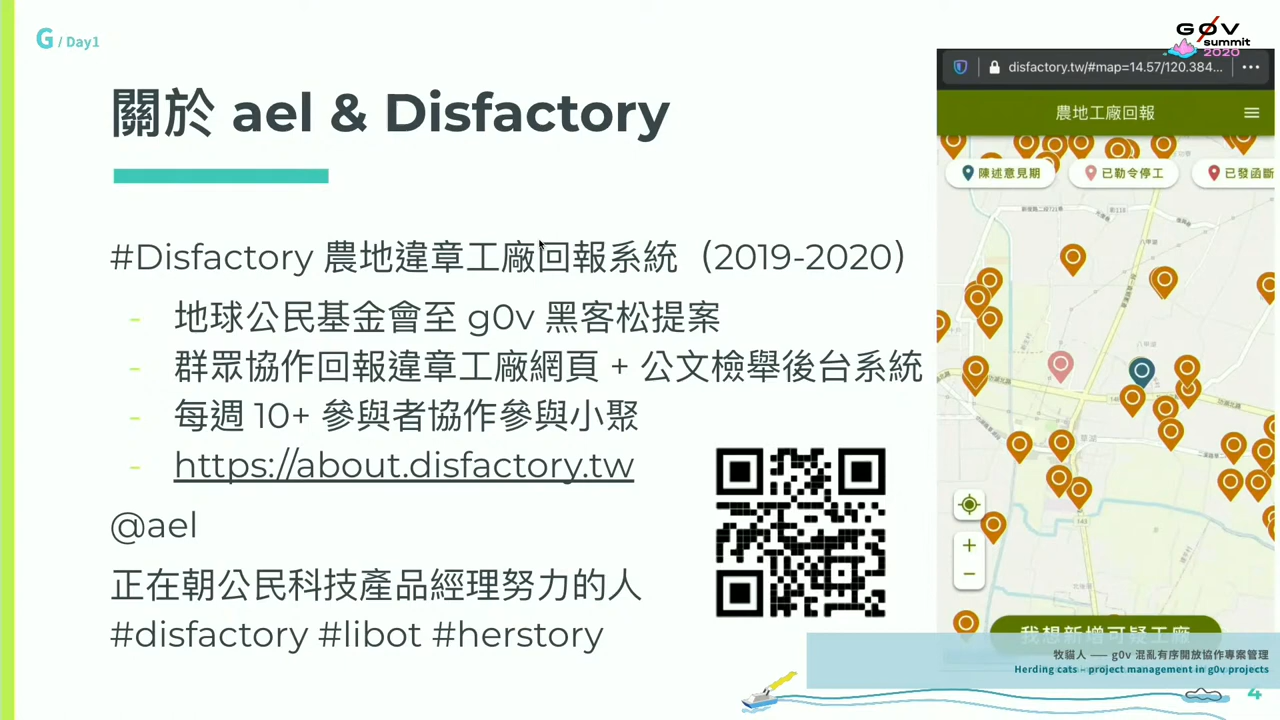 G / Day1
GØV
summit
2020
關於 ael & Disfactory
#Disfactory 農地違章工廠回報系統（2019-2020）
- 地球公民基金會至 g0v 黑客松提案
- 群眾協作回報違章工廠網頁 + 公文檢舉後台系統
- 每週 10+ 參與者協作參與小聚
- https://about.disfactory.tw
@ael
正在朝公民科技產品經理努力的人
#disfactory #libot #herstory
disfactory.tw/#map=14.57/120.384...
農地工廠回報
陳述意見期
已勒令停工
已發函斷
143
我想新增可疑工廠
牧貓人 —— g0v 混亂有序開放協作專案管理
Herding cats - project management in g0v projects
4